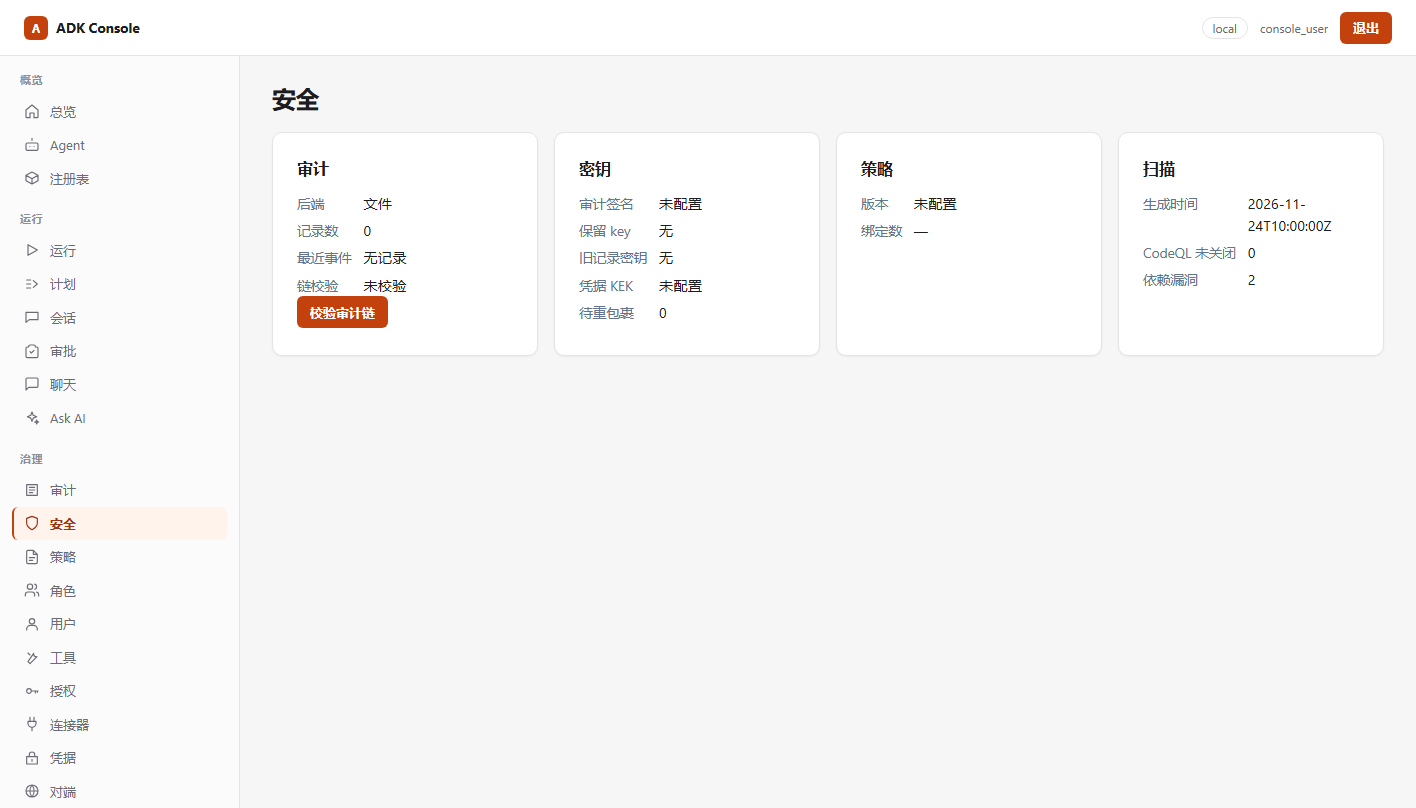 A ADK Console
local console_user 退出
概览
总览
Agent
注册表
运行
运行
计划
会话
审批
聊天
Ask AI
治理
审计
安全
策略
角色
用户
工具
授权
连接器
凭据
对端
安全
审计
后端 文件
记录数 0
最近事件 无记录
链校验 未校验
校验审计链
密钥
审计签名 未配置
保留 key 无
旧记录密钥 无
凭据 KEK 未配置
待重包裹 0
策略
版本 未配置
绑定数 —
扫描
生成时间 2026-11-
24T10:00:00Z
CodeQL 未关闭 0
依赖漏洞 2